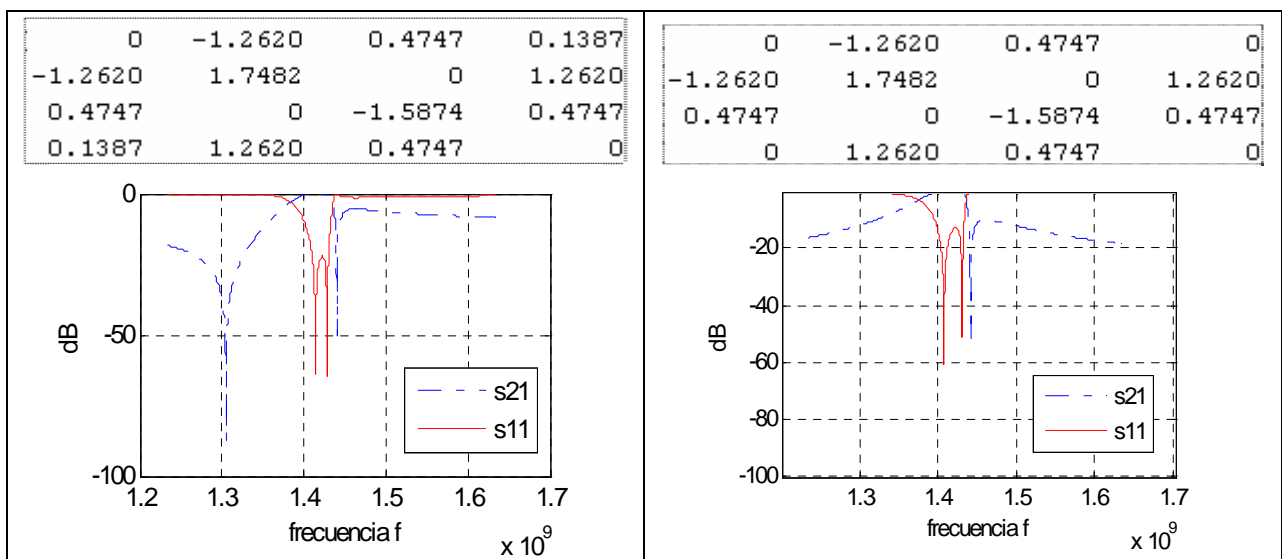 0 -1.2620 0.4747 0.1387
-1.2620 1.7482 0 1.2620
0.4747 0 -1.5874 0.4747
0.1387 1.2620 0.4747 0
0 -1.2620 0.4747 0
-1.2620 1.7482 0 1.2620
0.4747 0 -1.5874 0.4747
0 1.2620 0.4747 0
0
-50
-100
dB
s21
s11
1.2 1.3 1.4 1.5 1.6 1.7
frecuencia f
x 10^9
-20
-40
-60
-80
-100
dB
s21
s11
1.3 1.4 1.5 1.6 1.7
frecuencia f
x 10^9